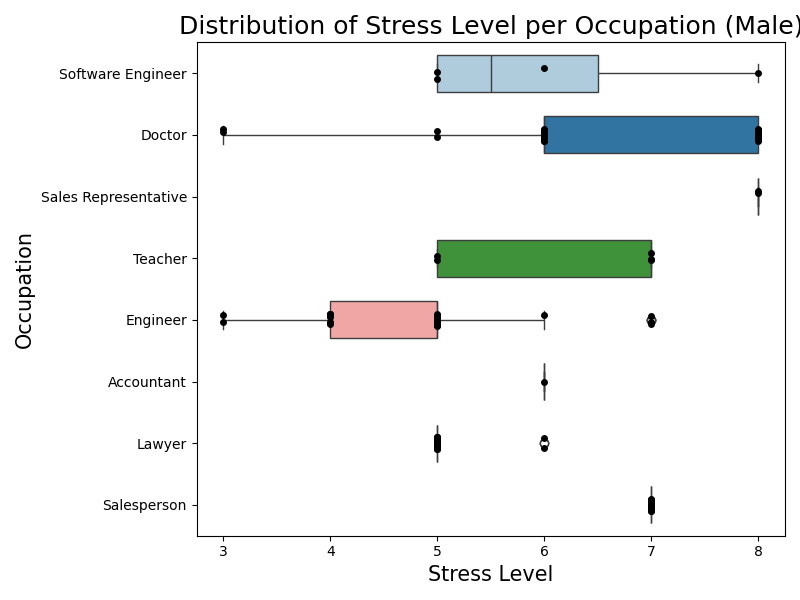 Distribution of Stress Level per Occupation (Male)
Software Engineer
Doctor
Sales Representative
Teacher
Engineer
Accountant
Lawyer
Salesperson
Occupation
3 4 5 6 7 8
Stress Level